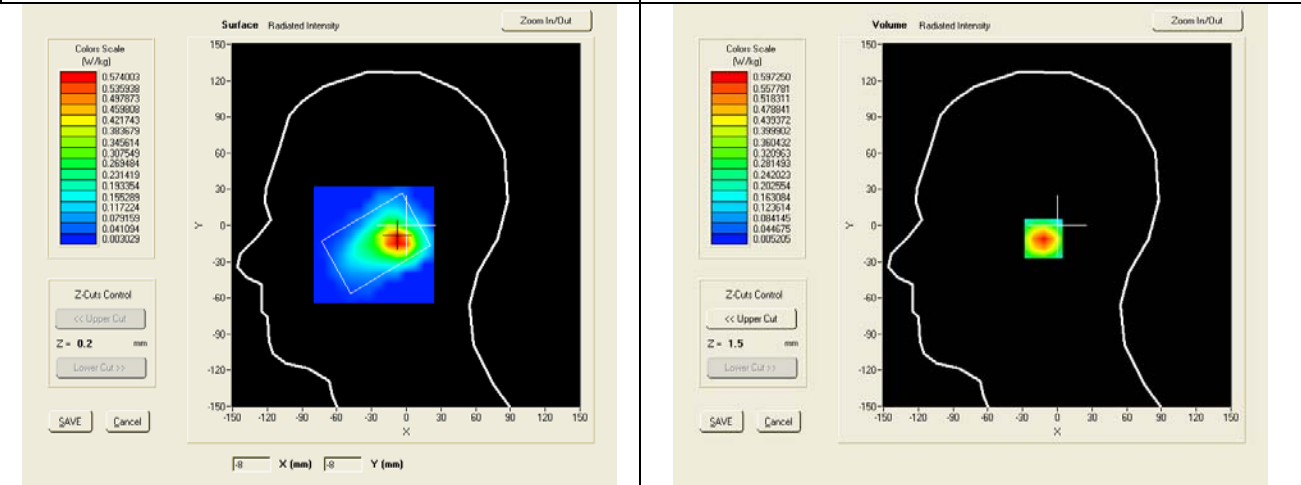 Surface Radiated Intensity
Zoom In/Out
Colors Scale
(W/kg)
0.574003
0.535938
0.497873
0.459808
0.421743
0.383679
0.345614
0.307549
0.269484
0.231419
0.193354
0.155289
0.117224
0.079159
0.041094
0.003029
Z-Cuts Control
<< Upper Cut
Z = 0.2 mm
Lower Cut >>
SAVE Cancel
150
120
90
60
30
0
-30
-60
-90
-120
-150
Y
-150 -120 -90 -60 -30 0 30 60 90 120 150
X
-8 X (mm) -8 Y (mm)
Volume Radiated Intensity
Zoom In/Out
Colors Scale
(W/kg)
0.597250
0.557781
0.518311
0.478841
0.439372
0.399902
0.360432
0.320963
0.281493
0.242023
0.202554
0.163084
0.123614
0.084145
0.044675
0.005205
Z-Cuts Control
<< Upper Cut
Z = 1.5 mm
Lower Cut >>
SAVE Cancel
150
120
90
60
30
0
-30
-60
-90
-120
-150
Y
-150 -120 -90 -60 -30 0 30 60 90 120 150
X